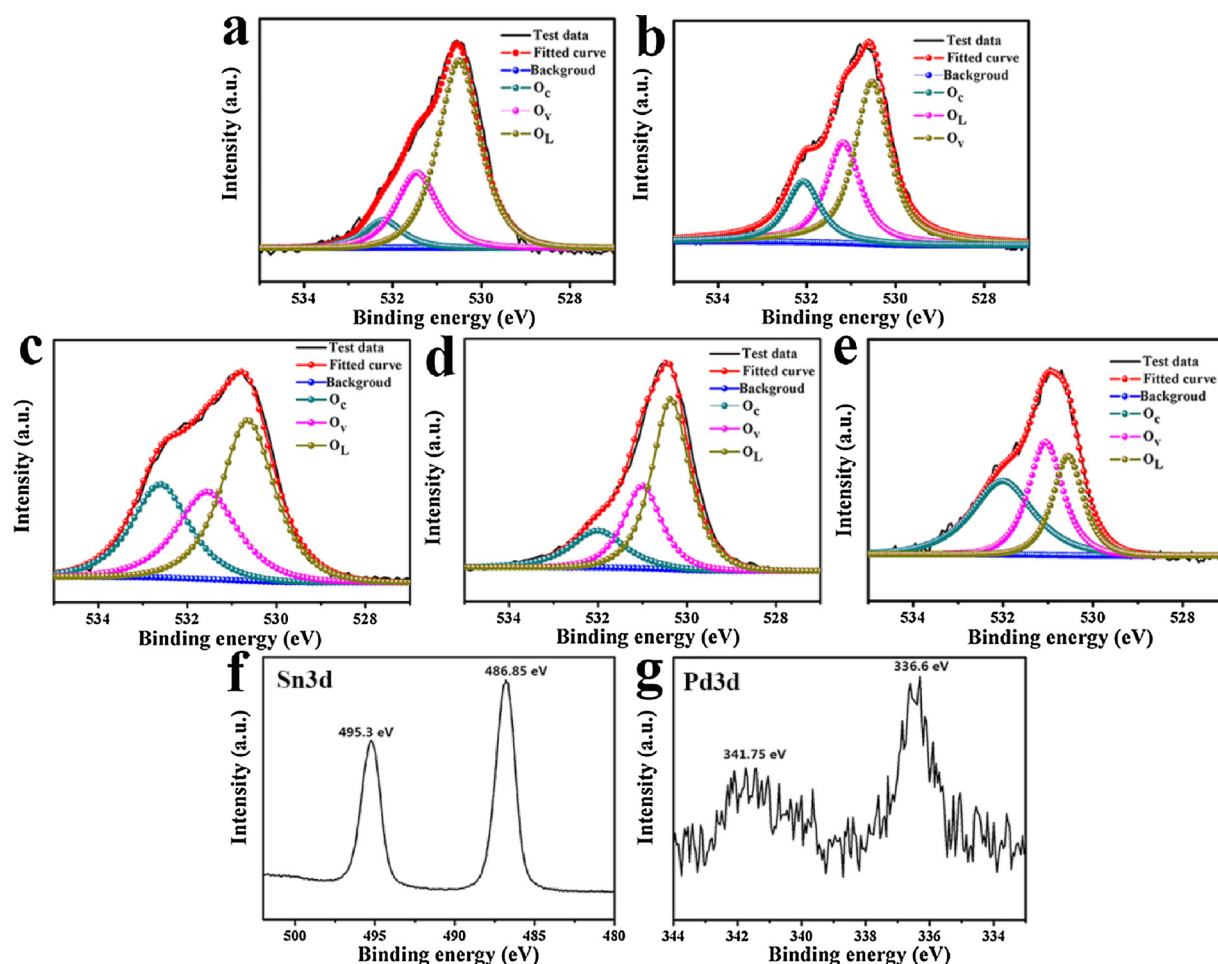 a
Intensity (a.u.)
Test data
Fitted curve
Backgroud
Oc
Ov
OL
534 532 530 528
Binding energy (eV)
b
Intensity (a.u.)
Test data
Fitted curve
Backgroud
Oc
OL
Ov
534 532 530 528
Binding energy (eV)
c
Intensity (a.u.)
Test data
Fitted curve
Backgroud
Oc
Ov
OL
534 532 530 528
Binding energy (eV)
d
Intensity (a.u.)
Test data
Fitted curve
Backgroud
Oc
Ov
OL
534 532 530 528
Binding energy (eV)
e
Intensity (a.u.)
Test data
Fitted curve
Backgroud
Oc
Ov
OL
534 532 530 528
Binding energy (eV)
f
Sn3d
Intensity (a.u.)
495.3 eV
486.85 eV
500 495 490 485 480
Binding energy (eV)
g
Pd3d
Intensity (a.u.)
341.75 eV
336.6 eV
344 342 340 338 336 334
Binding energy (eV)